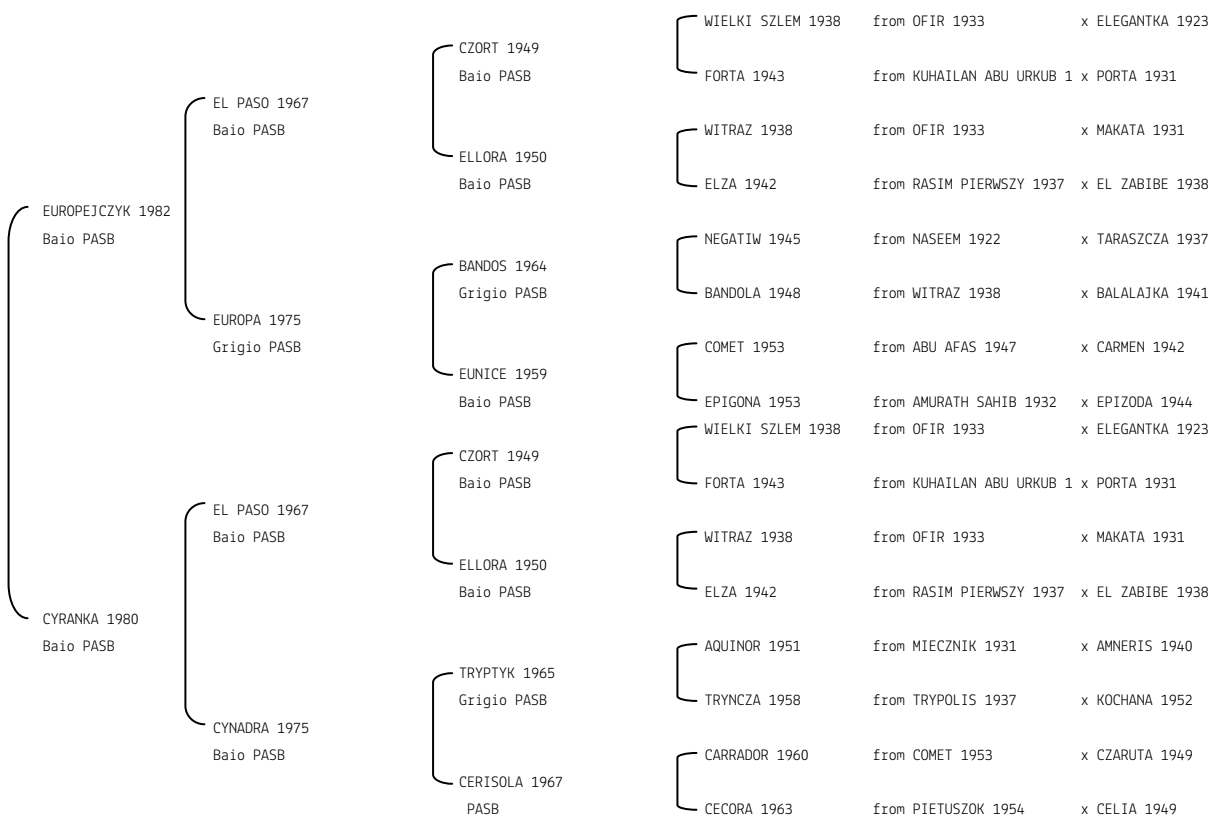 WIELKI SZLEM 1938 from OFIR 1933 x ELEGANTKA 1923
CZORT 1949
Baio PASB
FORTA 1943 from KUHAILAN ABU URKUB 1 x PORTA 1931
EL PASO 1967
Baio PASB
WITRAZ 1938 from OFIR 1933 x MAKATA 1931
ELLORA 1950
Baio PASB
ELZA 1942 from RASIM PIERWSZY 1937 x EL ZABIBE 1938
EUROPEJCZYK 1982
Baio PASB
NEGATIW 1945 from NASEEM 1922 x TARASZCZA 1937
BANDOS 1964
Grigio PASB
BANDOLA 1948 from WITRAZ 1938 x BALALAJKA 1941
EUROPA 1975
Grigio PASB
COMET 1953 from ABU AFAS 1947 x CARMEN 1942
EUNICE 1959
Baio PASB
EPIGONA 1953 from AMURATH SAHIB 1932 x EPIZODA 1944
WIELKI SZLEM 1938 from OFIR 1933 x ELEGANTKA 1923
CZORT 1949
Baio PASB
FORTA 1943 from KUHAILAN ABU URKUB 1 x PORTA 1931
EL PASO 1967
Baio PASB
WITRAZ 1938 from OFIR 1933 x MAKATA 1931
ELLORA 1950
Baio PASB
ELZA 1942 from RASIM PIERWSZY 1937 x EL ZABIBE 1938
CYRANKA 1980
Baio PASB
AQUINOR 1951 from MIECZNIK 1931 x AMNERIS 1940
TRYPTYK 1965
Grigio PASB
TRYNCZA 1958 from TRYPOLIS 1937 x KOCHANA 1952
CYNADRA 1975
Baio PASB
CARRADOR 1960 from COMET 1953 x CZARUTA 1949
CERISOLA 1967
PASB
CECORA 1963 from PIETUSZOK 1954 x CELIA 1949